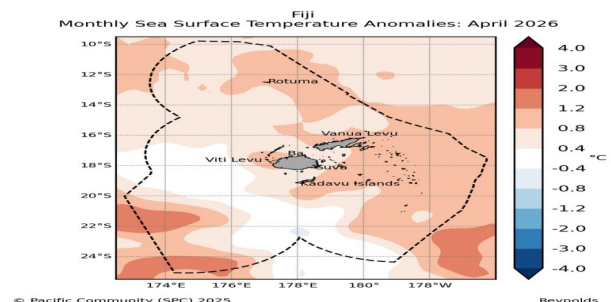 Fiji
Monthly Sea Surface Temperature Anomalies: April 2026
10°S
12°S
14°S
16°S
18°S
20°S
22°S
24°S
Rotuma
Vanua Levu
Ba
Viti Levu
Suva
Kadavu Islands
174°E
176°E
178°E
180°
178°W
4.0
3.0
2.0
1.2
0.8
0.4
-0.4
-0.8
-1.2
-2.0
-3.0
-4.0
°C
© Pacific Community (SPC) 2025
Reynolds